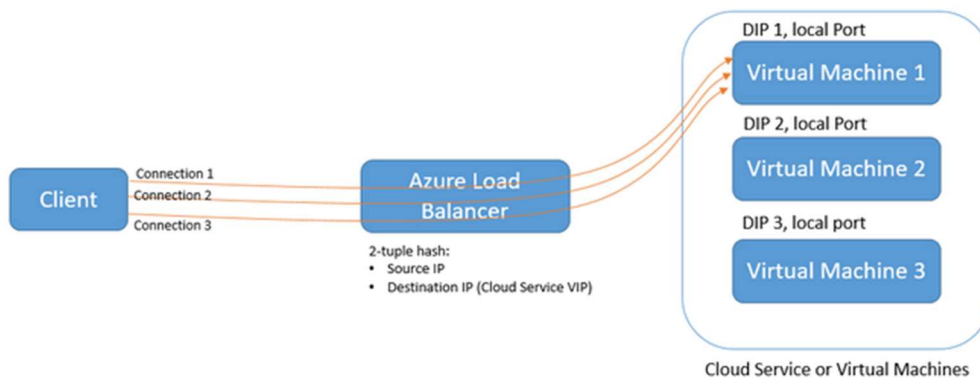 DIP 1, local Port
Virtual Machine 1
DIP 2, local Port
Virtual Machine 2
DIP 3, local port
Virtual Machine 3
Cloud Service or Virtual Machines
Client
Connection 1
Connection 2
Connection 3
Azure Load
Balancer
2-tuple hash:
• Source IP
• Destination IP (Cloud Service VIP)